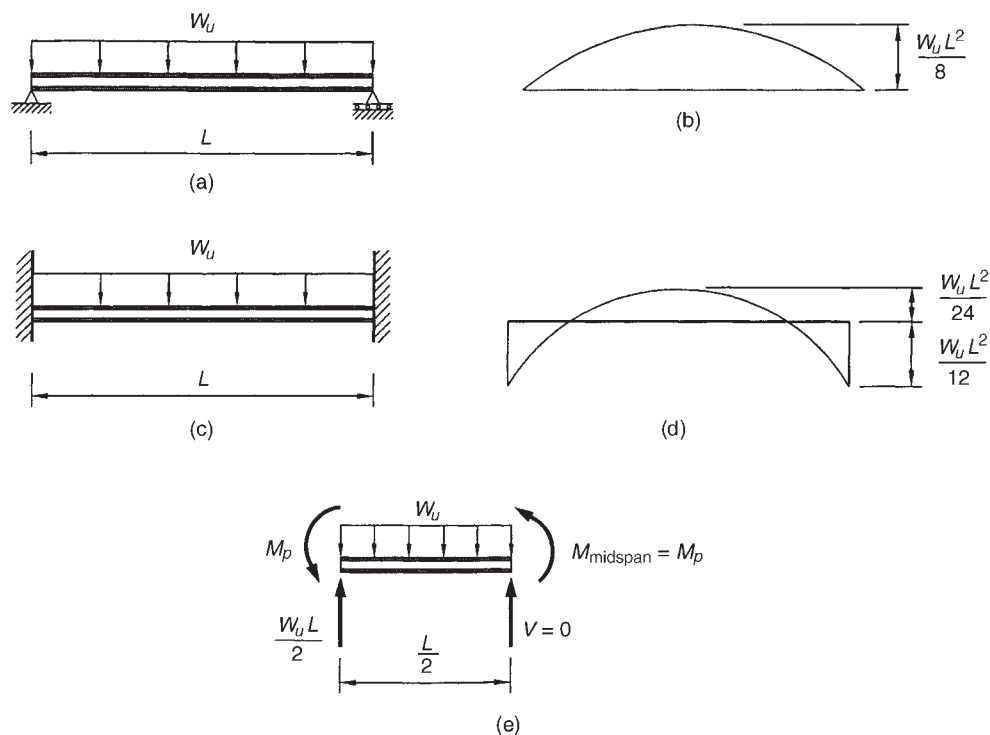 W_u
L
(a)
W_u L^2
8
(b)
W_u
L
(c)
W_u L^2
24
W_u L^2
12
(d)
W_u
M_p
M_midspan = M_p
W_u L
2
V = 0
L
2
(e)